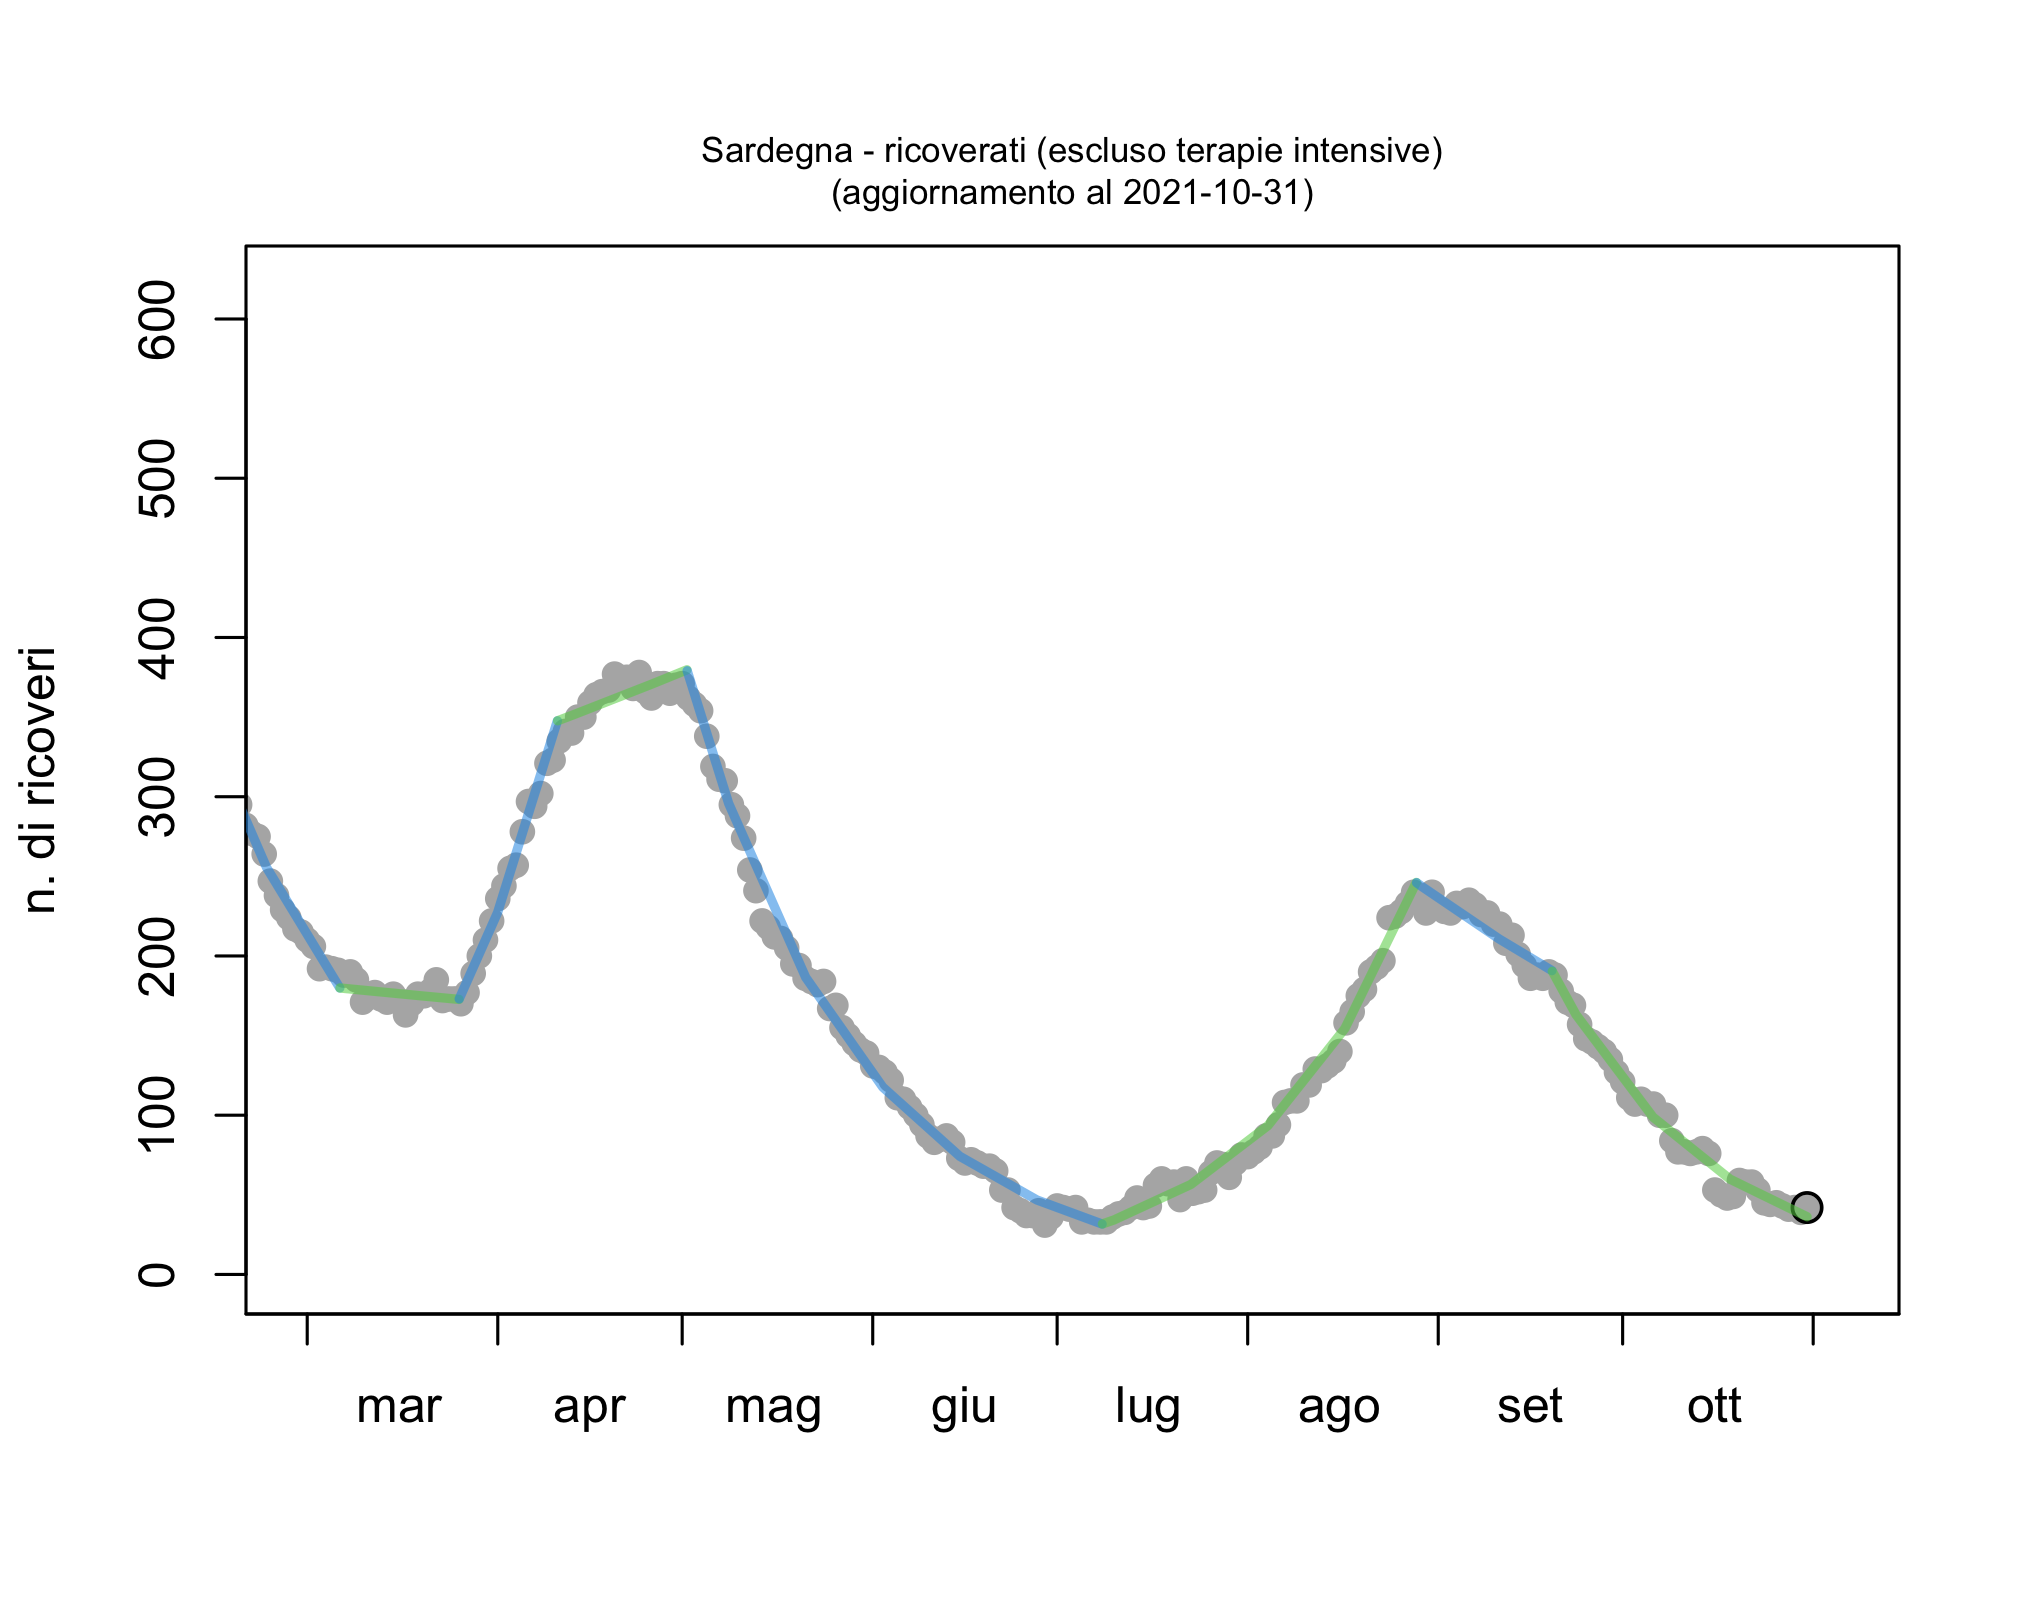 Sardegna - ricoverati (escluso terapie intensive)
(aggiornamento al 2021-10-31)
n. di ricoveri
600
500
400
300
200
100
0
mar apr mag giu lug ago set ott